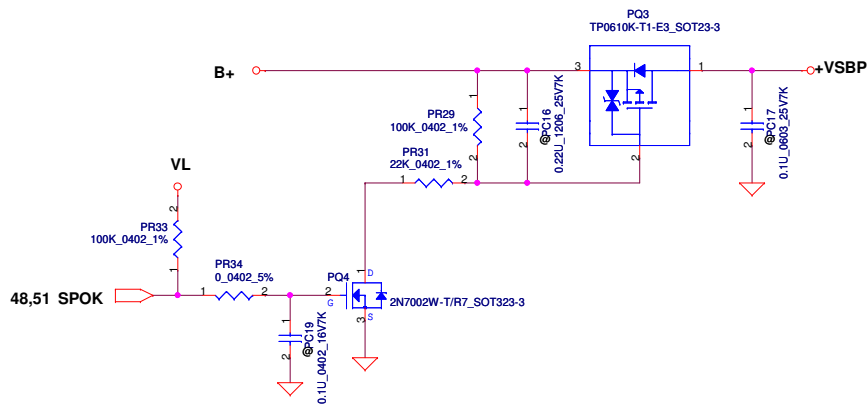 PQ3
TP0610K-T1-E3_SOT23-3
B+
3
1
+VSBP
1
PR29
100K_0402_1%
2
1
@PC16
0.22U_1206_25V7K
2
1
@PC17
0.1U_0603_25V7K
2
2
PR31
22K_0402_1%
1
2
VL
2
PR33
100K_0402_1%
1
PR34
0_0402_5%
48,51 SPOK
1
2
PQ4
2
G
1
D
S
3
2N7002W-T/R7_SOT323-3
1
@PC19
0.1U_0402_16V7K
2